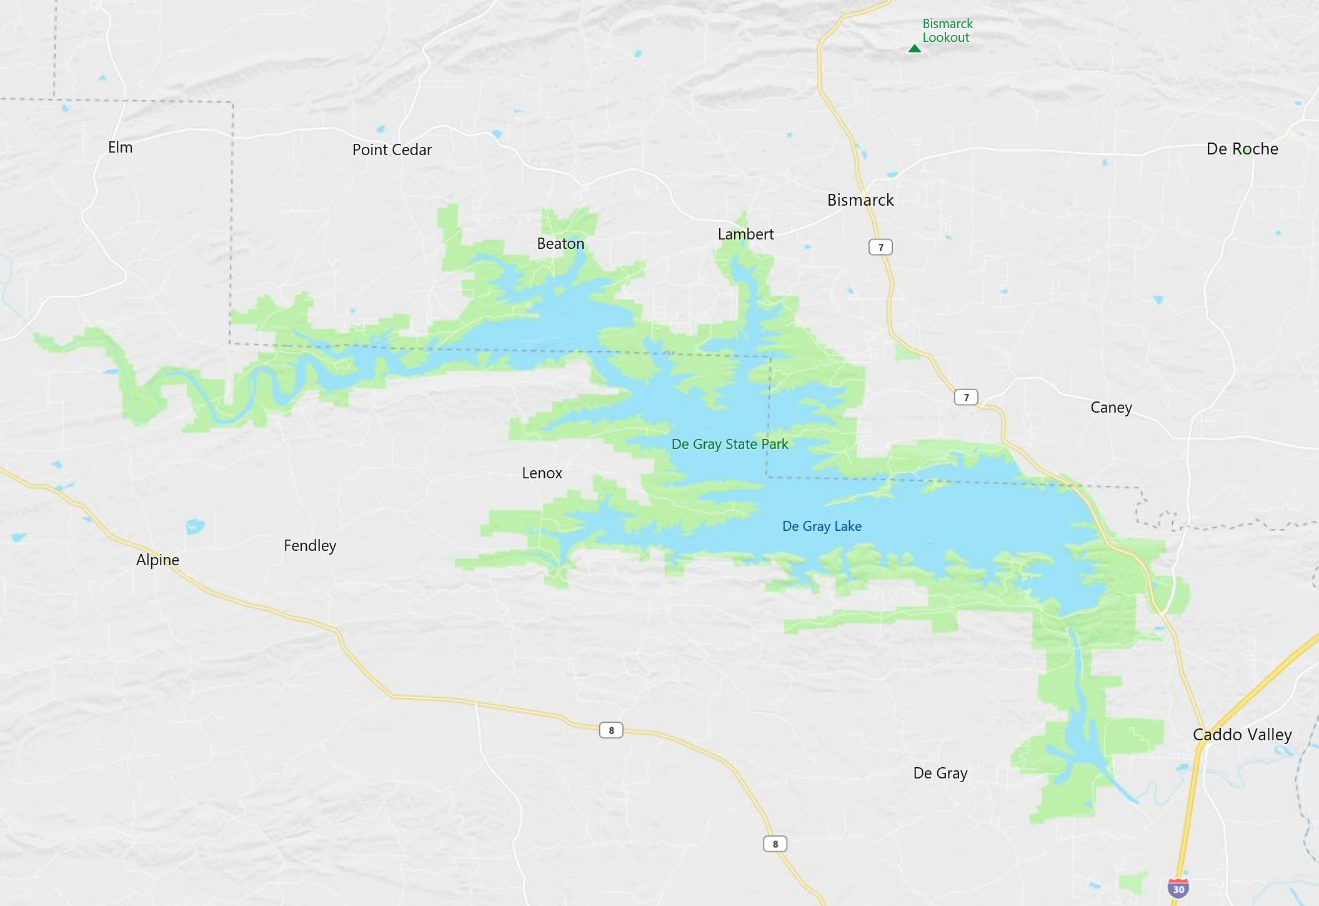 Bismarck
Lookout
Elm
Point Cedar
De Roche
Bismarck
Lambert
Beaton
7
7
Caney
De Gray State Park
Lenox
De Gray Lake
Fendley
Alpine
8
Caddo Valley
De Gray
8
30